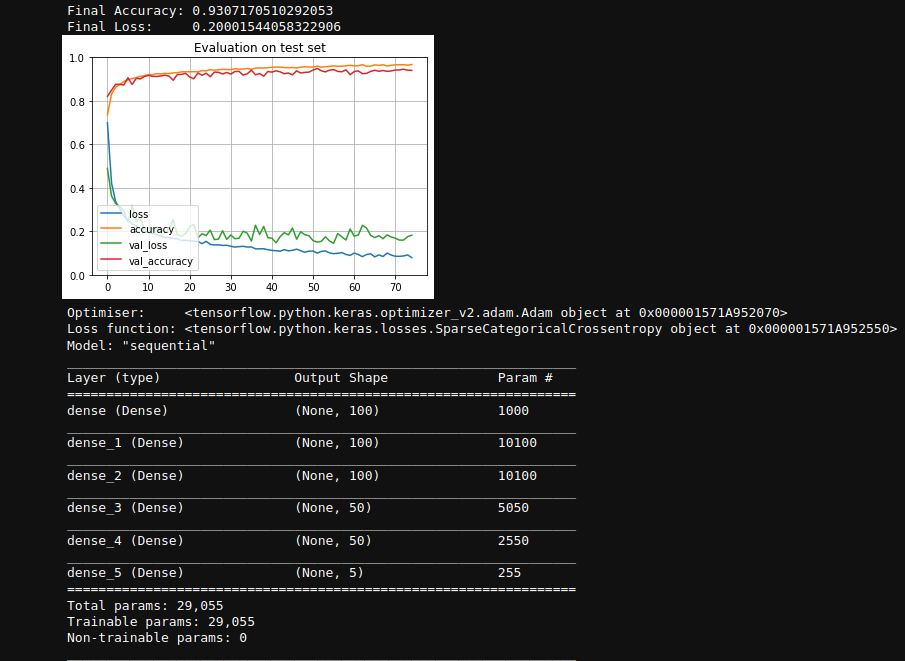 Final Accuracy: 0.9307170510292053
Final Loss:     0.20001544058322906
Evaluation on test set
1.0
0.8
0.6
0.4
0.2
0.0
loss
accuracy
val_loss
val_accuracy
0 10 20 30 40 50 60 70
Optimiser:     <tensorflow.python.keras.optimizer_v2.adam.Adam object at 0x000001571A952070>
Loss function: <tensorflow.python.keras.losses.SparseCategoricalCrossentropy object at 0x000001571A952550>
Model: "sequential"
_________________________________________________________________
Layer (type)                 Output Shape              Param #
=================================================================
dense (Dense)                (None, 100)               1000
_________________________________________________________________
dense_1 (Dense)              (None, 100)               10100
_________________________________________________________________
dense_2 (Dense)              (None, 100)               10100
_________________________________________________________________
dense_3 (Dense)              (None, 50)                5050
_________________________________________________________________
dense_4 (Dense)              (None, 50)                2550
_________________________________________________________________
dense_5 (Dense)              (None, 5)                 255
=================================================================
Total params: 29,055
Trainable params: 29,055
Non-trainable params: 0
_________________________________________________________________